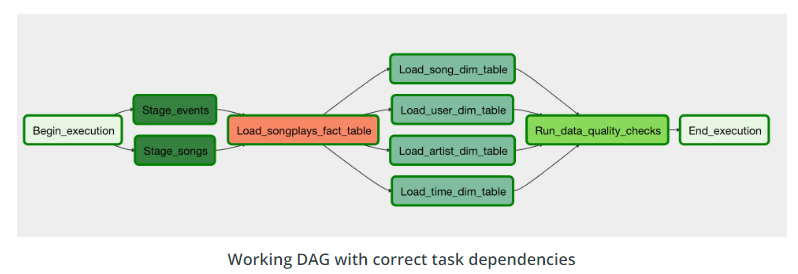 Begin_execution
Stage_events
Stage_songs
Load_songplays_fact_table
Load_song_dim_table
Load_user_dim_table
Load_artist_dim_table
Load_time_dim_table
Run_data_quality_checks
End_execution
Working DAG with correct task dependencies